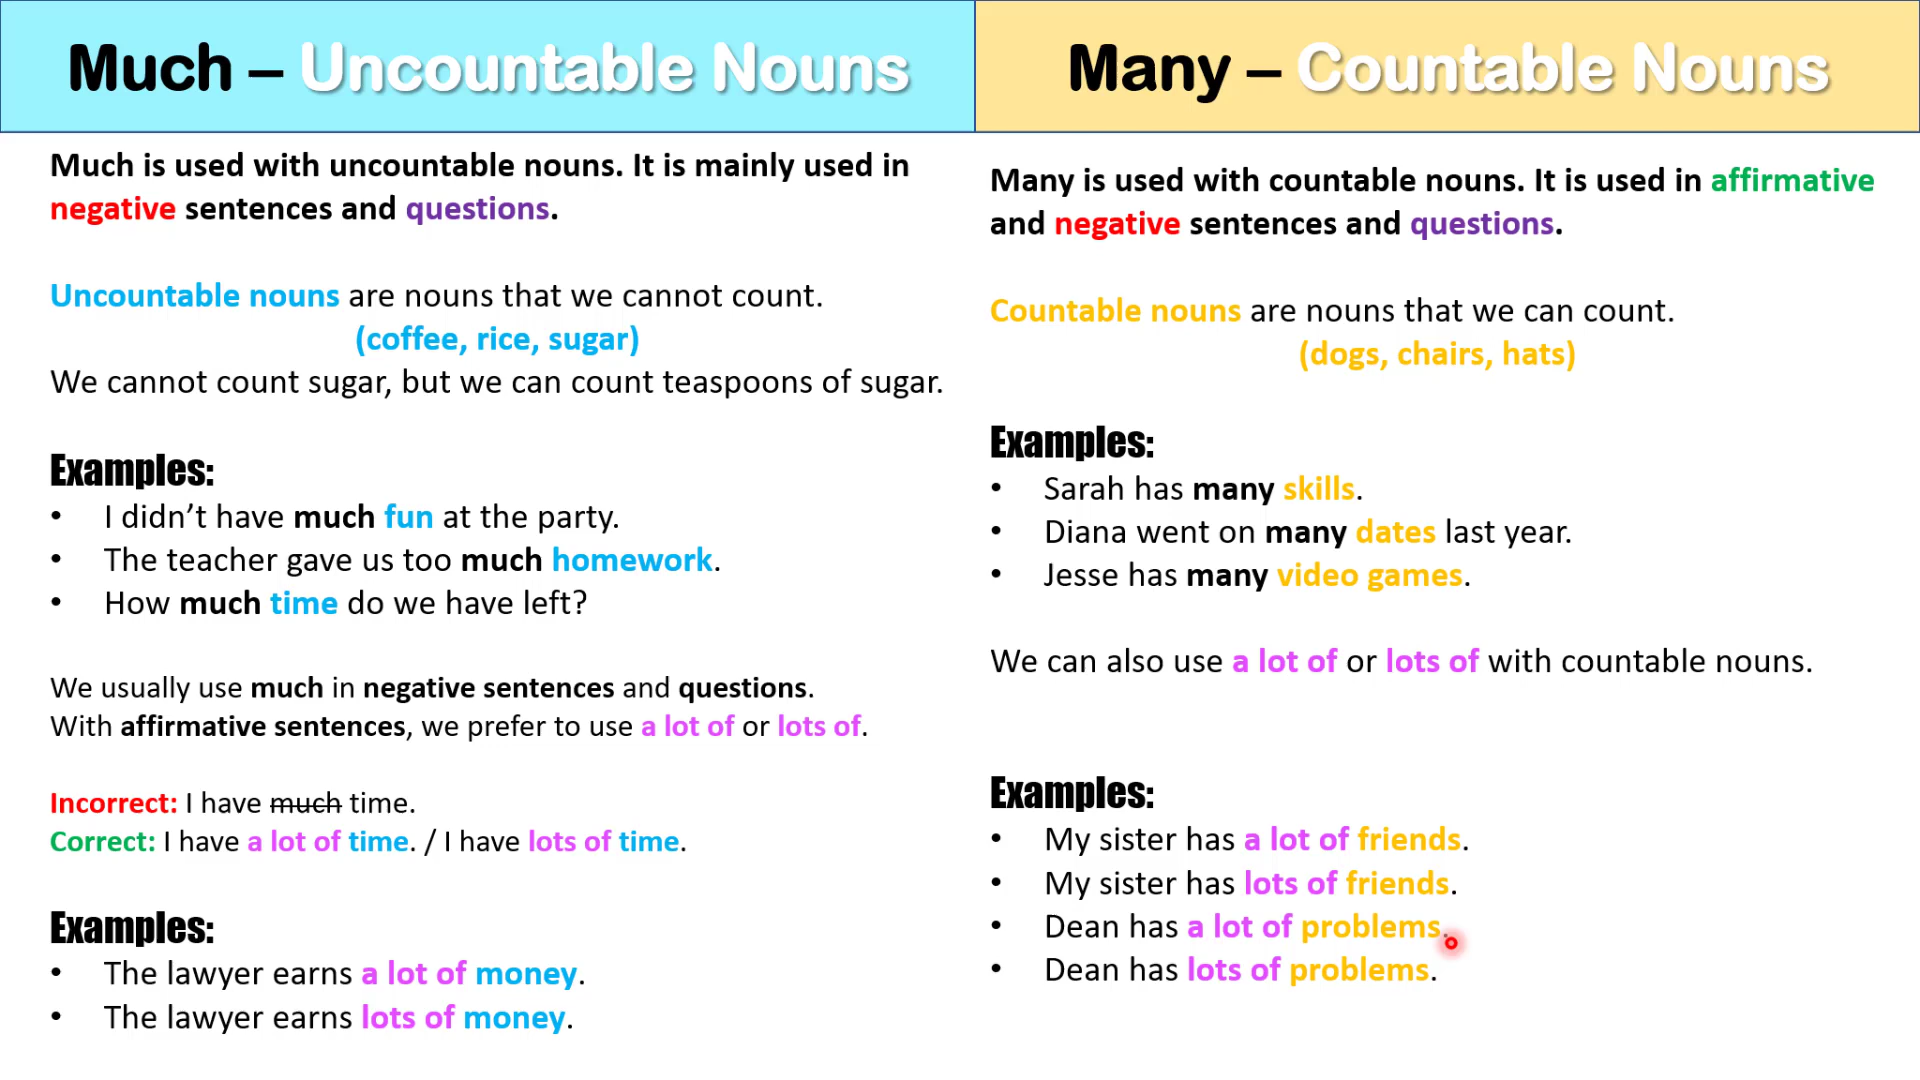 Much – Uncountable Nouns
Much is used with uncountable nouns. It is mainly used in
negative sentences and questions.
Uncountable nouns are nouns that we cannot count.
(coffee, rice, sugar)
We cannot count sugar, but we can count teaspoons of sugar.
Examples:
• I didn’t have much fun at the party.
• The teacher gave us too much homework.
• How much time do we have left?
We usually use much in negative sentences and questions.
With affirmative sentences, we prefer to use a lot of or lots of.
Incorrect: I have much time.
Correct: I have a lot of time. / I have lots of time.
Examples:
• The lawyer earns a lot of money.
• The lawyer earns lots of money.
Many – Countable Nouns
Many is used with countable nouns. It is used in affirmative
and negative sentences and questions.
Countable nouns are nouns that we can count.
(dogs, chairs, hats)
Examples:
• Sarah has many skills.
• Diana went on many dates last year.
• Jesse has many video games.
We can also use a lot of or lots of with countable nouns.
Examples:
• My sister has a lot of friends.
• My sister has lots of friends.
• Dean has a lot of problems.
• Dean has lots of problems.